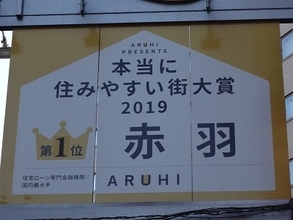 ARUHI
PRESENTS
本当に
住みやすい街大賞
2019
第1位
赤羽
住宅ローン専門金融機関/
国内最大手
ARUHI